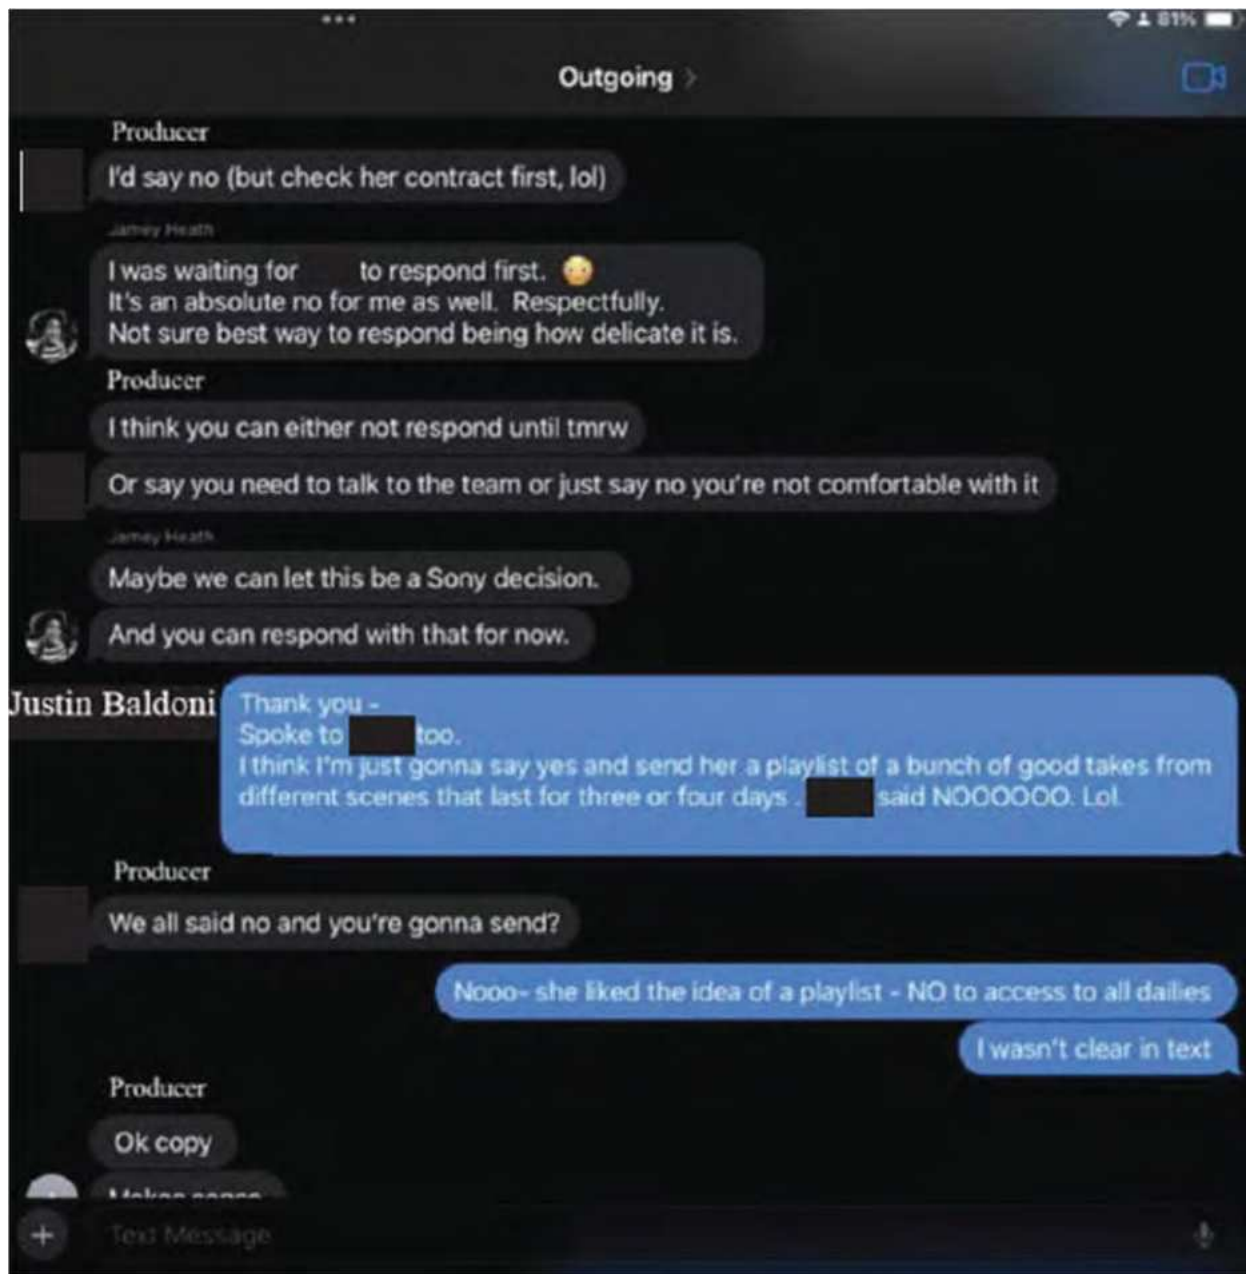 81%
Outgoing >
Producer
I'd say no (but check her contract first, lol)
Jamey Heath
I was waiting for to respond first. 😳
It's an absolute no for me as well. Respectfully.
Not sure best way to respond being how delicate it is.
Producer
I think you can either not respond until tmrw
Or say you need to talk to the team or just say no you're not comfortable with it
Jamey Heath
Maybe we can let this be a Sony decision.
And you can respond with that for now.
Justin Baldoni
Thank you -
Spoke to too.
I think I'm just gonna say yes and send her a playlist of a bunch of good takes from
different scenes that last for three or four days . said NOOOOOO. Lol.
Producer
We all said no and you're gonna send?
Nooo- she liked the idea of a playlist - NO to access to all dailies
I wasn't clear in text
Producer
Ok copy
Makes sense
Text Message